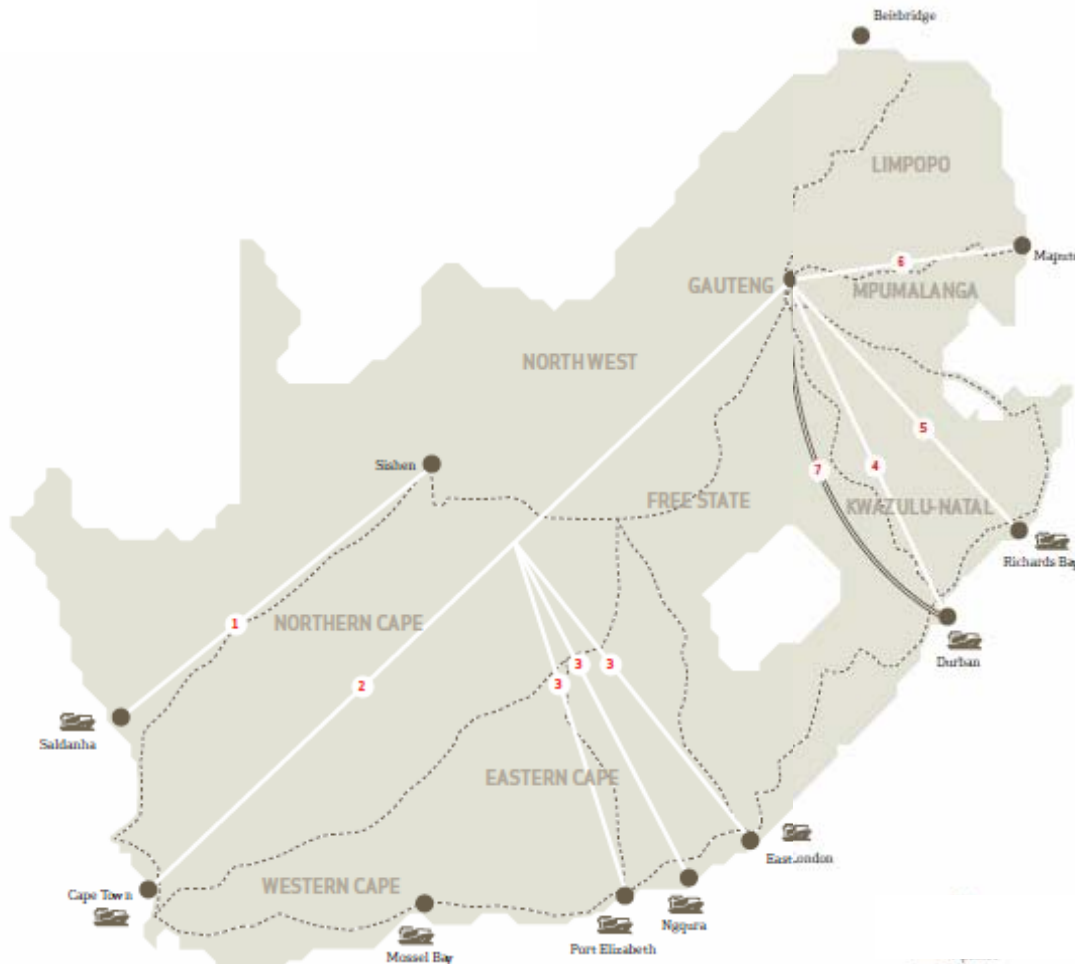 Beitbridge
LIMPOPO
6
GAUTENG
MPUMALANGA
NORTH WEST
5
Sishen
7
4
FREE STATE
KWAZULU-NATAL
Richards Bay
1
NORTHERN CAPE
3
3
Durban
2
3
Saldanha
EASTERN CAPE
East London
WESTERN CAPE
Cape Town
Ngqura
Mossel Bay
Port Elizabeth